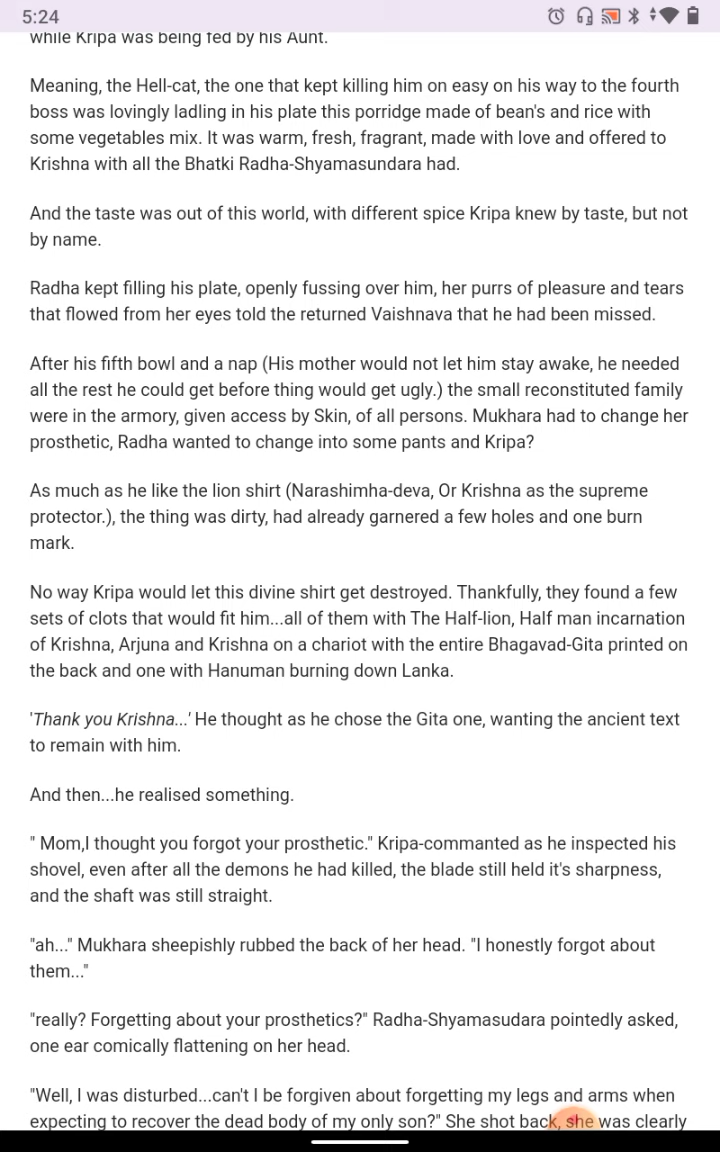 5:24
while Kripa was being fed by his Aunt.
Meaning, the Hell-cat, the one that kept killing him on easy on his way to the fourth
boss was lovingly ladling in his plate this porridge made of bean's and rice with
some vegetables mix. It was warm, fresh, fragrant, made with love and offered to
Krishna with all the Bhatki Radha-Shyamasundara had.
And the taste was out of this world, with different spice Kripa knew by taste, but not
by name.
Radha kept filling his plate, openly fussing over him, her purrs of pleasure and tears
that flowed from her eyes told the returned Vaishnava that he had been missed.
After his fifth bowl and a nap (His mother would not let him stay awake, he needed
all the rest he could get before thing would get ugly.) the small reconstituted family
were in the armory, given access by Skin, of all persons. Mukhara had to change her
prosthetic, Radha wanted to change into some pants and Kripa?
As much as he like the lion shirt (Narashimha-deva, Or Krishna as the supreme
protector.), the thing was dirty, had already garnered a few holes and one burn
mark.
No way Kripa would let this divine shirt get destroyed. Thankfully, they found a few
sets of clots that would fit him...all of them with The Half-lion, Half man incarnation
of Krishna, Arjuna and Krishna on a chariot with the entire Bhagavad-Gita printed on
the back and one with Hanuman burning down Lanka.
'Thank you Krishna...' He thought as he chose the Gita one, wanting the ancient text
to remain with him.
And then...he realised something.
" Mom,I thought you forgot your prosthetic." Kripa-commanted as he inspected his
shovel, even after all the demons he had killed, the blade still held it's sharpness,
and the shaft was still straight.
"ah..." Mukhara sheepishly rubbed the back of her head. "I honestly forgot about
them..."
"really? Forgetting about your prosthetics?" Radha-Shyamasudara pointedly asked,
one ear comically flattening on her head.
"Well, I was disturbed...can't I be forgiven about forgetting my legs and arms when
expecting to recover the dead body of my only son?" She shot back, she was clearly